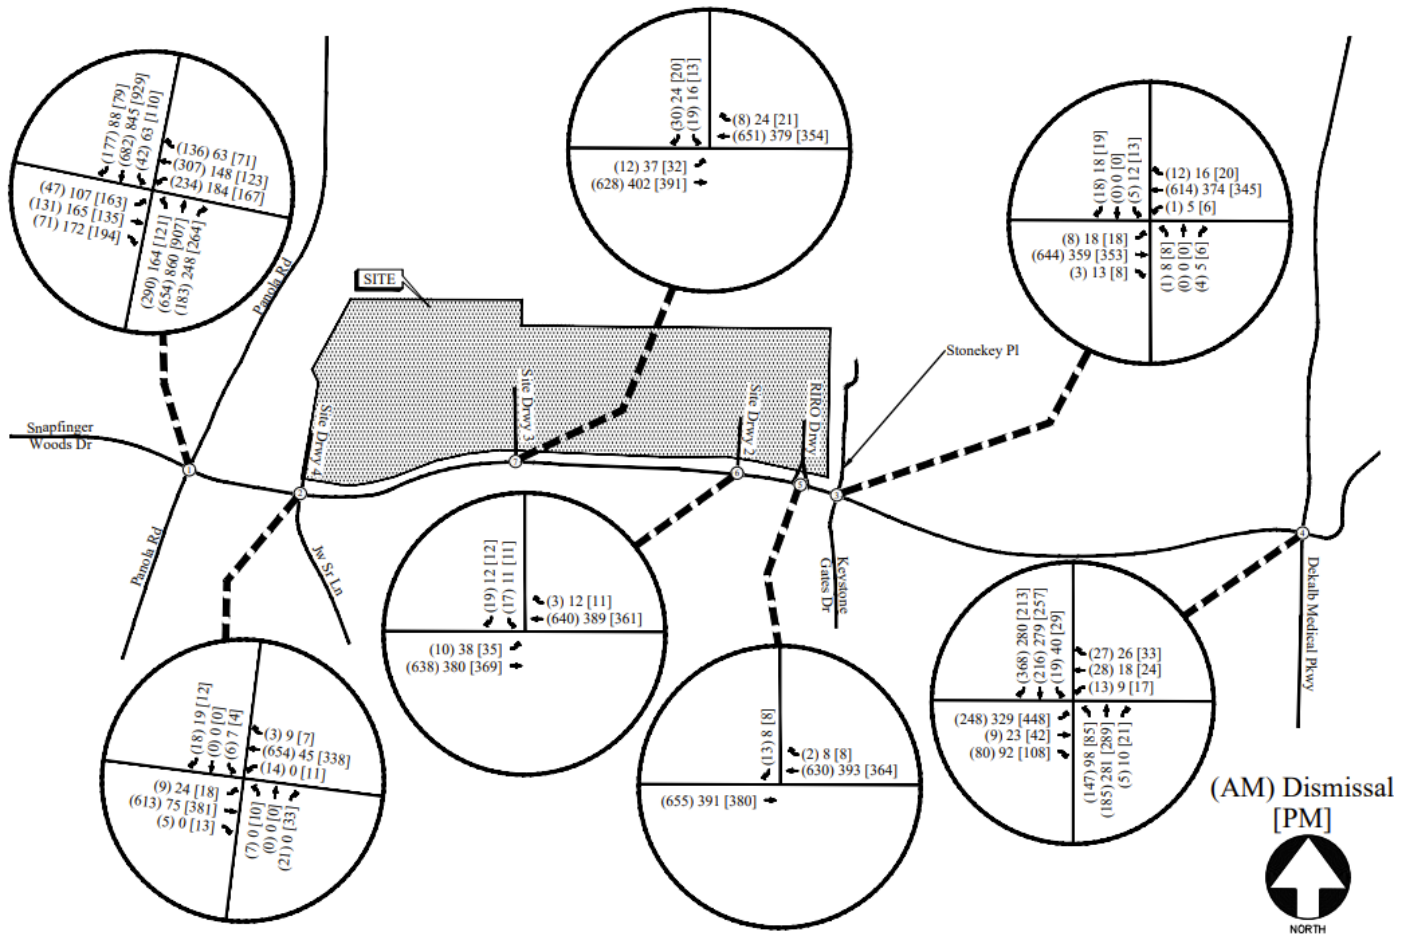 (177) 88 [79]
(682) 845 [929]
(42) 63 [110]
(136) 63 [71]
(307) 148 [123]
(234) 184 [167]
(47) 107 [163]
(131) 165 [135]
(71) 172 [194]
(290) 164 [121]
(654) 860 [907]
(183) 248 [264]
(30) 24 [20]
(19) 16 [13]
(8) 24 [21]
(651) 379 [354]
(12) 37 [32]
(628) 402 [391]
(18) 18 [19]
(0) 0 [0]
(5) 12 [13]
(12) 16 [20]
(614) 374 [345]
(1) 5 [6]
(8) 18 [18]
(644) 359 [353]
(3) 13 [8]
(1) 8 [8]
(0) 0 [0]
(4) 5 [6]
Panola Rd
SITE
Stonekey Pl
Snapfinger
Woods Dr
Site Drwy 4
Site Drwy 3
Site Drwy 2
RIRO Drwy
1
2
7
6
5
3
4
Panola Rd
Jw Sr Ln
Keystone
Gates Dr
Dekalb Medical Pkwy
(19) 12 [12]
(17) 11 [11]
(3) 12 [11]
(640) 389 [361]
(10) 38 [35]
(638) 380 [369]
(368) 280 [213]
(216) 279 [257]
(19) 40 [29]
(27) 26 [33]
(28) 18 [24]
(13) 9 [17]
(248) 329 [448]
(9) 23 [42]
(80) 92 [108]
(147) 98 [85]
(185) 281 [289]
(5) 10 [21]
(18) 19 [12]
(0) 0 [0]
(6) 7 [4]
(3) 9 [7]
(654) 45 [338]
(14) 0 [11]
(9) 24 [18]
(613) 75 [381]
(5) 0 [13]
(7) 0 [10]
(0) 0 [0]
(21) 0 [33]
(13) 8 [8]
(2) 8 [8]
(630) 393 [364]
(655) 391 [380]
(AM) Dismissal
[PM]
NORTH